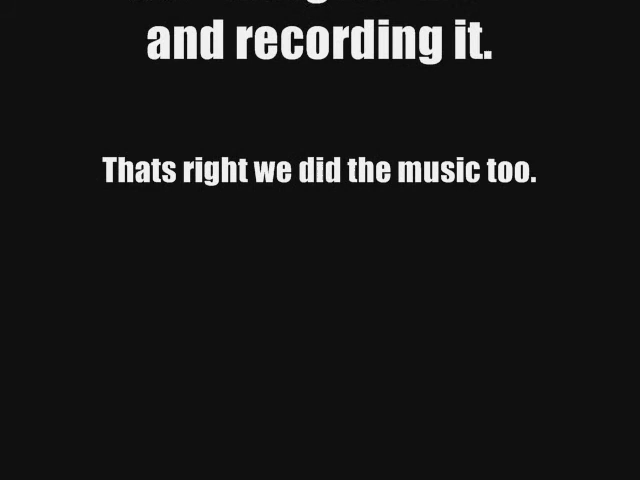 and recording it.
Thats right we did the music too.